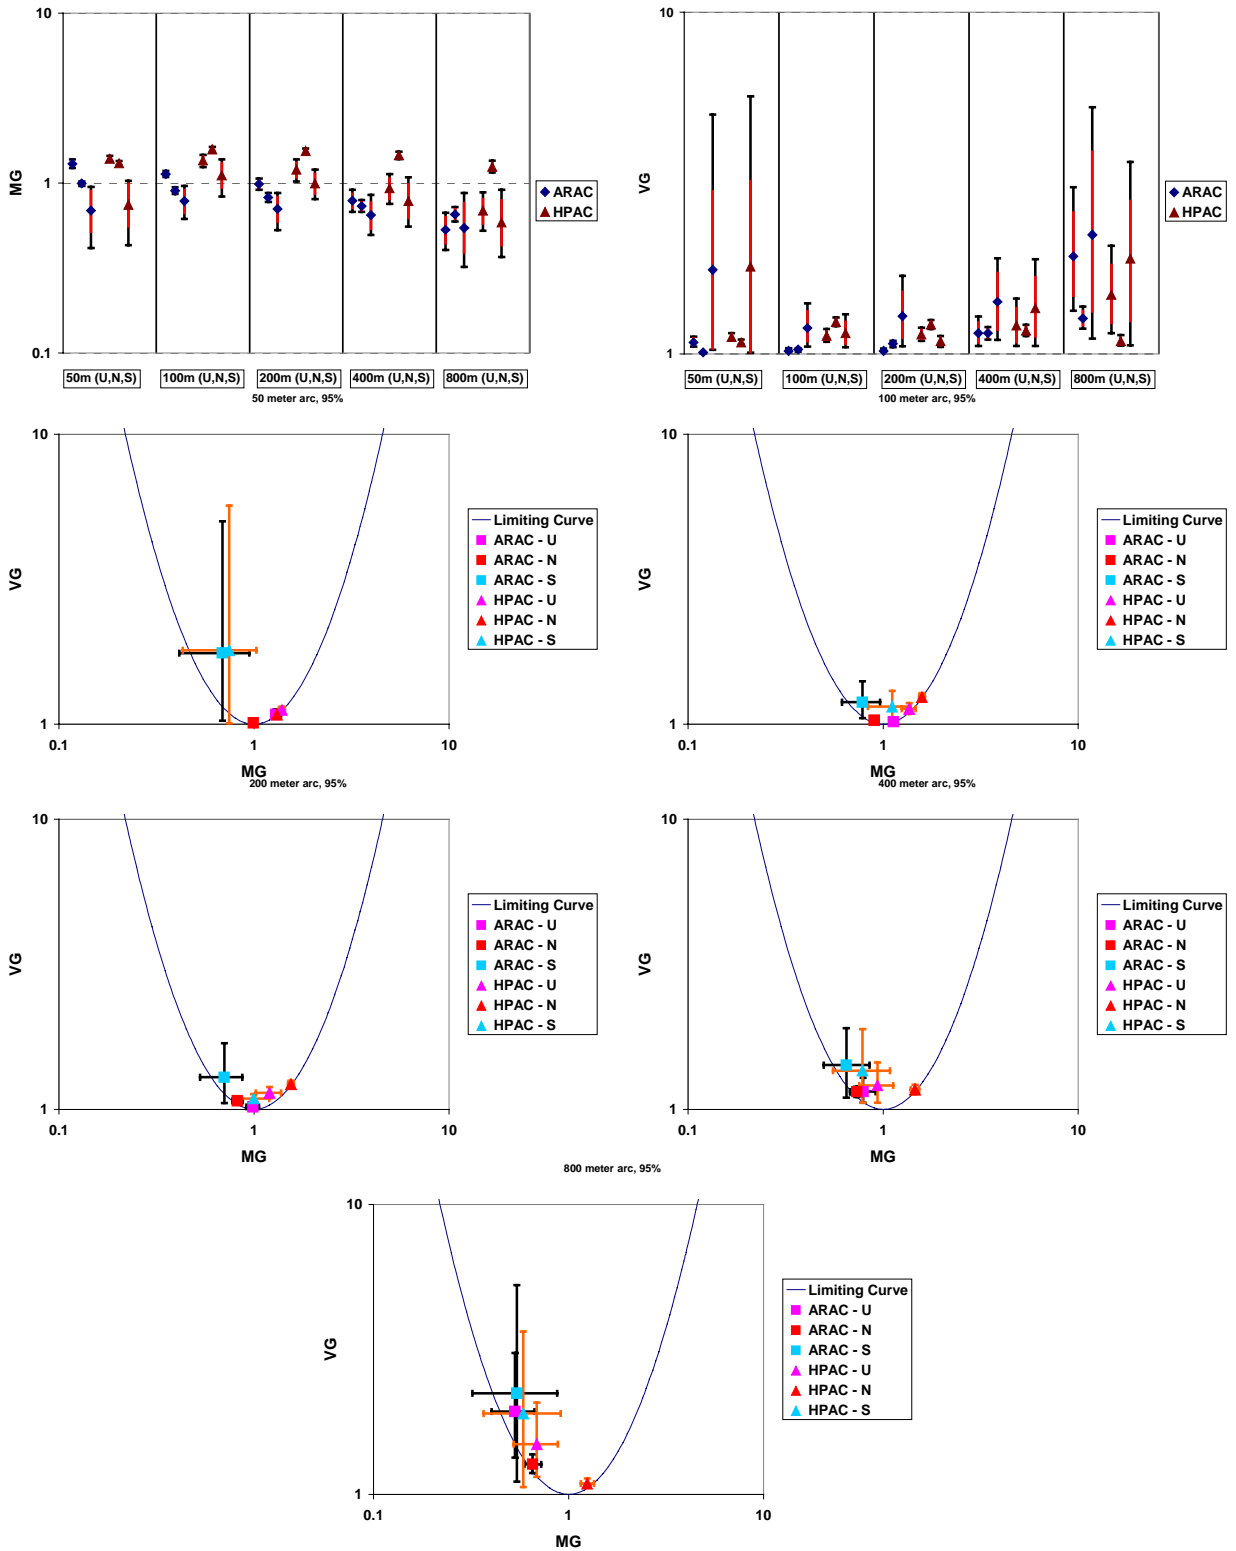 10
1
0.1
MG
50m (U,N,S)
100m (U,N,S)
200m (U,N,S)
400m (U,N,S)
800m (U,N,S)
ARAC
HPAC
10
1
VG
50m (U,N,S)
100m (U,N,S)
200m (U,N,S)
400m (U,N,S)
800m (U,N,S)
ARAC
HPAC
50 meter arc, 95%
10
1
VG
0.1
1
10
MG
Limiting Curve
ARAC - U
ARAC - N
ARAC - S
HPAC - U
HPAC - N
HPAC - S
100 meter arc, 95%
10
1
VG
0.1
1
10
MG
Limiting Curve
ARAC - U
ARAC - N
ARAC - S
HPAC - U
HPAC - N
HPAC - S
200 meter arc, 95%
10
1
VG
0.1
1
10
MG
Limiting Curve
ARAC - U
ARAC - N
ARAC - S
HPAC - U
HPAC - N
HPAC - S
400 meter arc, 95%
10
1
VG
0.1
1
10
MG
Limiting Curve
ARAC - U
ARAC - N
ARAC - S
HPAC - U
HPAC - N
HPAC - S
800 meter arc, 95%
10
1
VG
0.1
1
10
MG
Limiting Curve
ARAC - U
ARAC - N
ARAC - S
HPAC - U
HPAC - N
HPAC - S